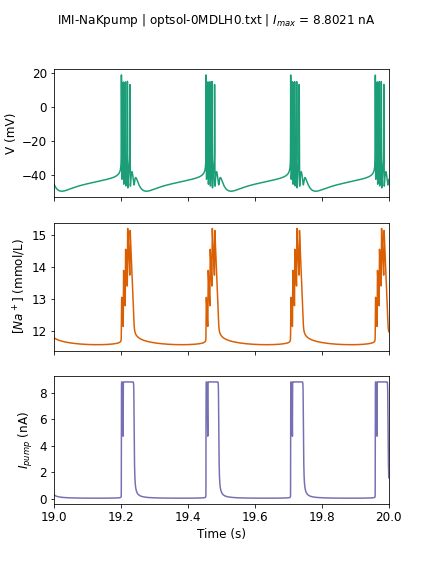 IMI-NaKpump | optsol-0MDLH0.txt | I_max = 8.8021 nA
V (mV)
20
0
−20
−40
[Na⁺] (mmol/L)
15
14
13
12
I_pump (nA)
8
6
4
2
0
19.0 19.2 19.4 19.6 19.8 20.0
Time (s)